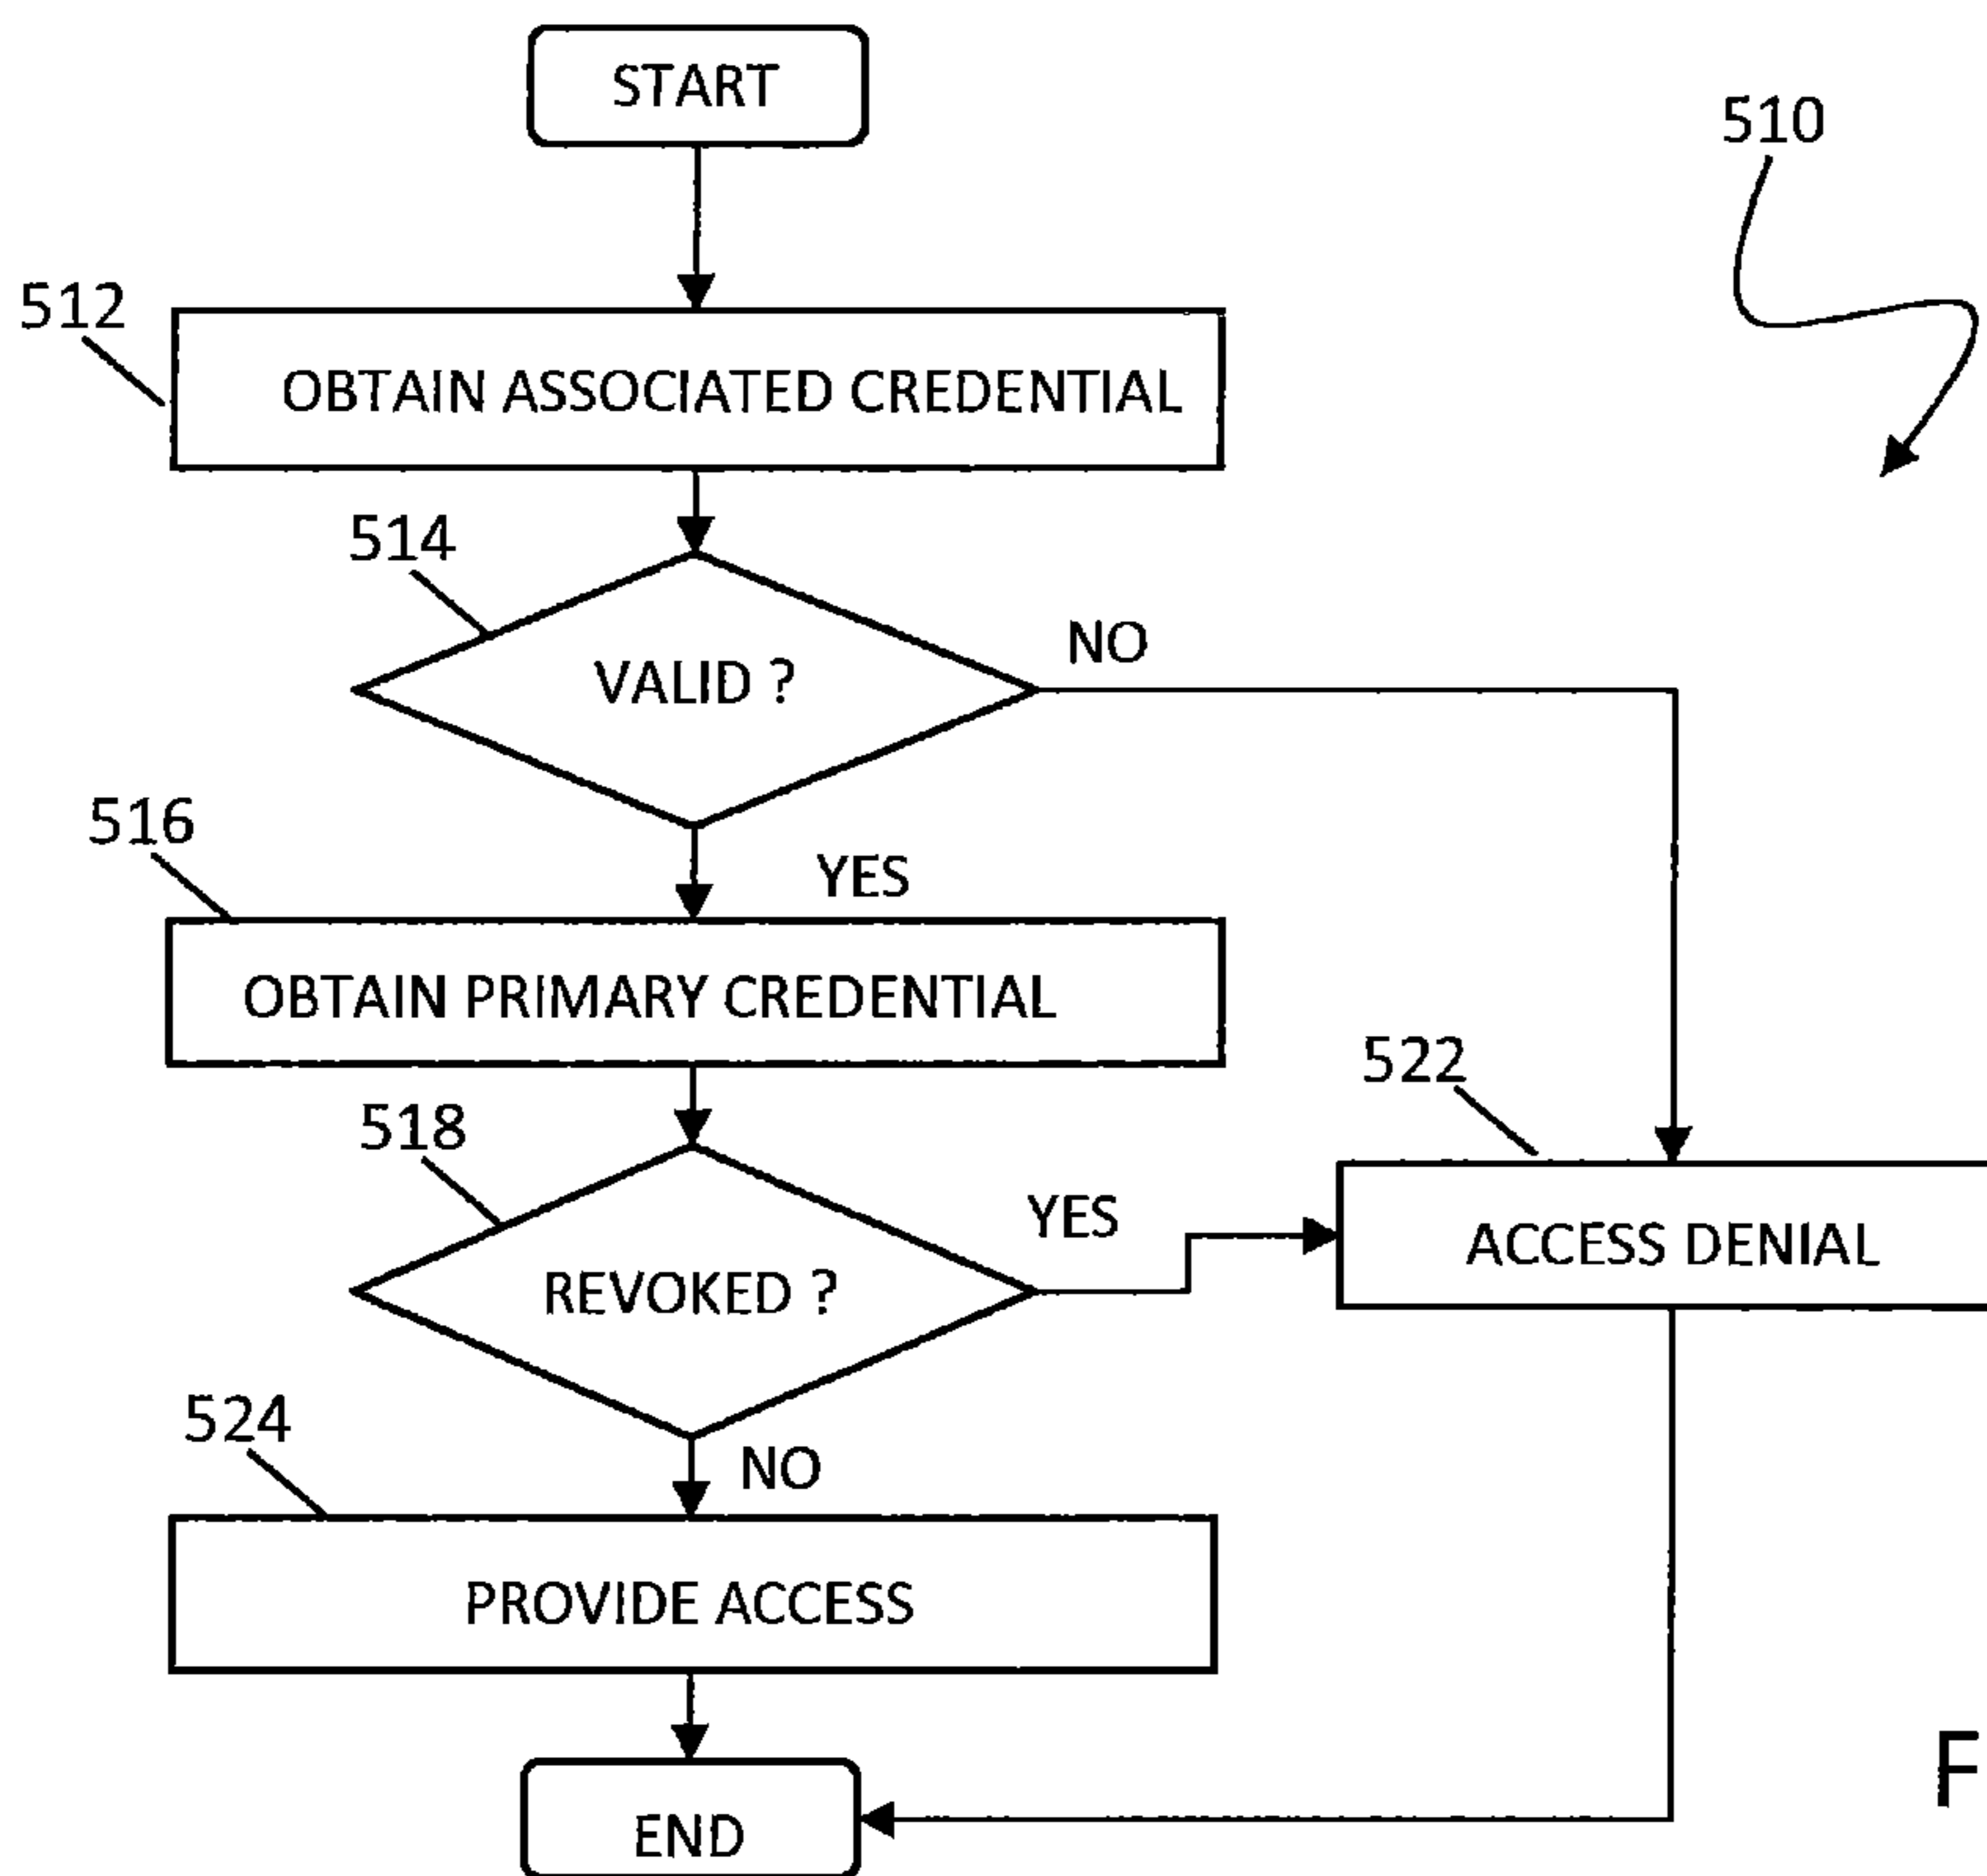 START
510
512
OBTAIN ASSOCIATED CREDENTIAL
514
VALID ?
NO
YES
516
OBTAIN PRIMARY CREDENTIAL
522
518
REVOKED ?
YES
ACCESS DENIAL
524
NO
PROVIDE ACCESS
END
F